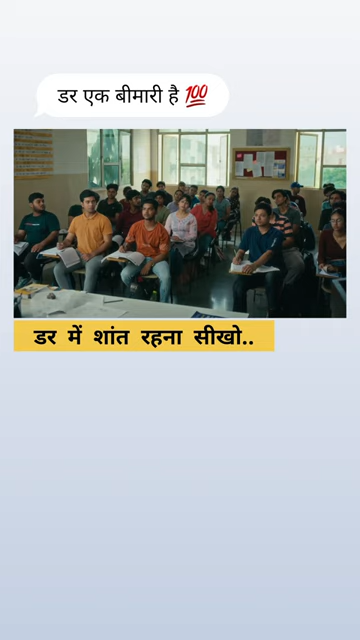 डर एक बीमारी है 💯
डर में शांत रहना सीखो..